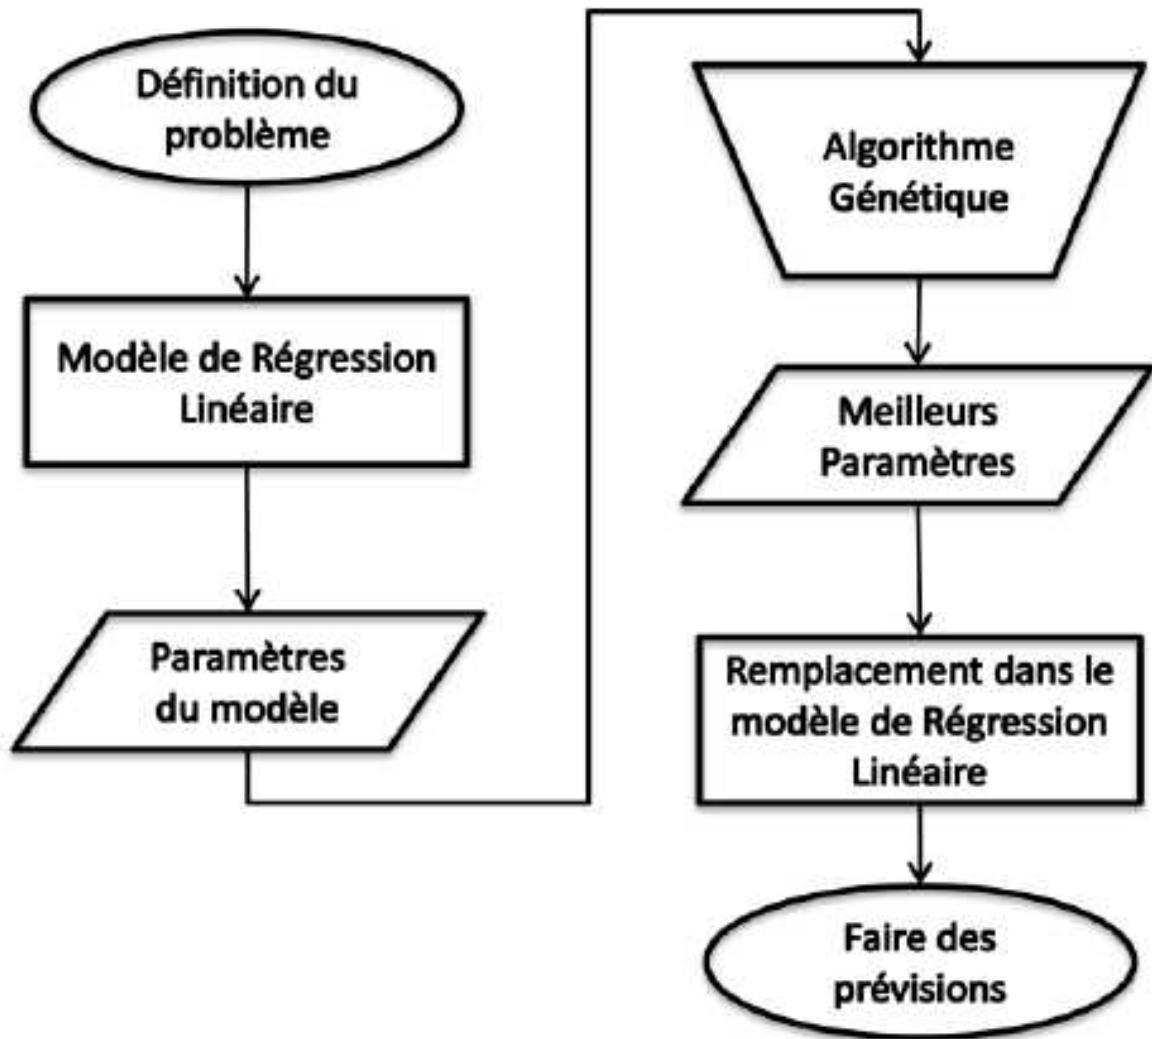 Définition du
problème
Modèle de Régression
Linéaire
Paramètres
du modèle
Algorithme
Génétique
Meilleurs
Paramètres
Remplacement dans le
modèle de Régression
Linéaire
Faire des
prévisions